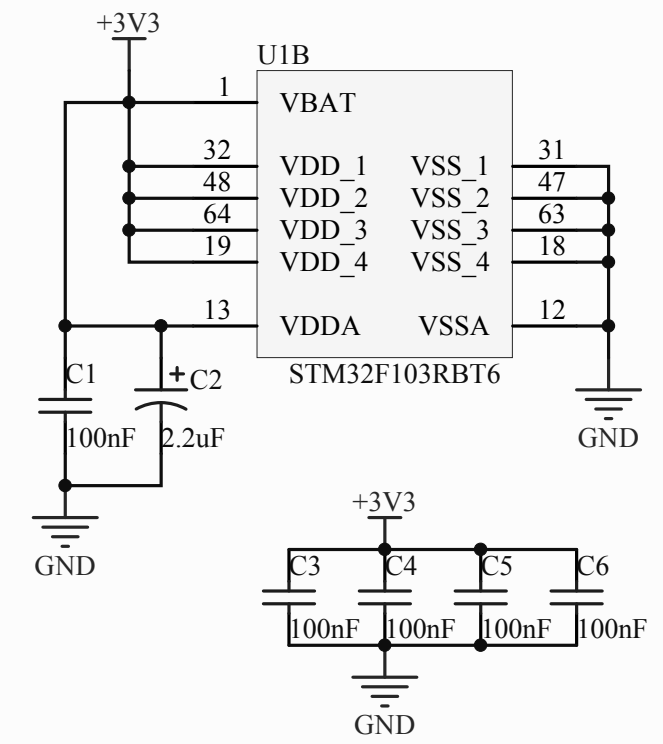 +3V3
U1B
1 VBAT
32 VDD_1 VSS_1 31
48 VDD_2 VSS_2 47
64 VDD_3 VSS_3 63
19 VDD_4 VSS_4 18
13 VDDA VSSA 12
STM32F103RBT6
C1 + C2
100nF 2.2uF
GND
GND
+3V3
C3 C4 C5 C6
100nF 100nF 100nF 100nF
GND